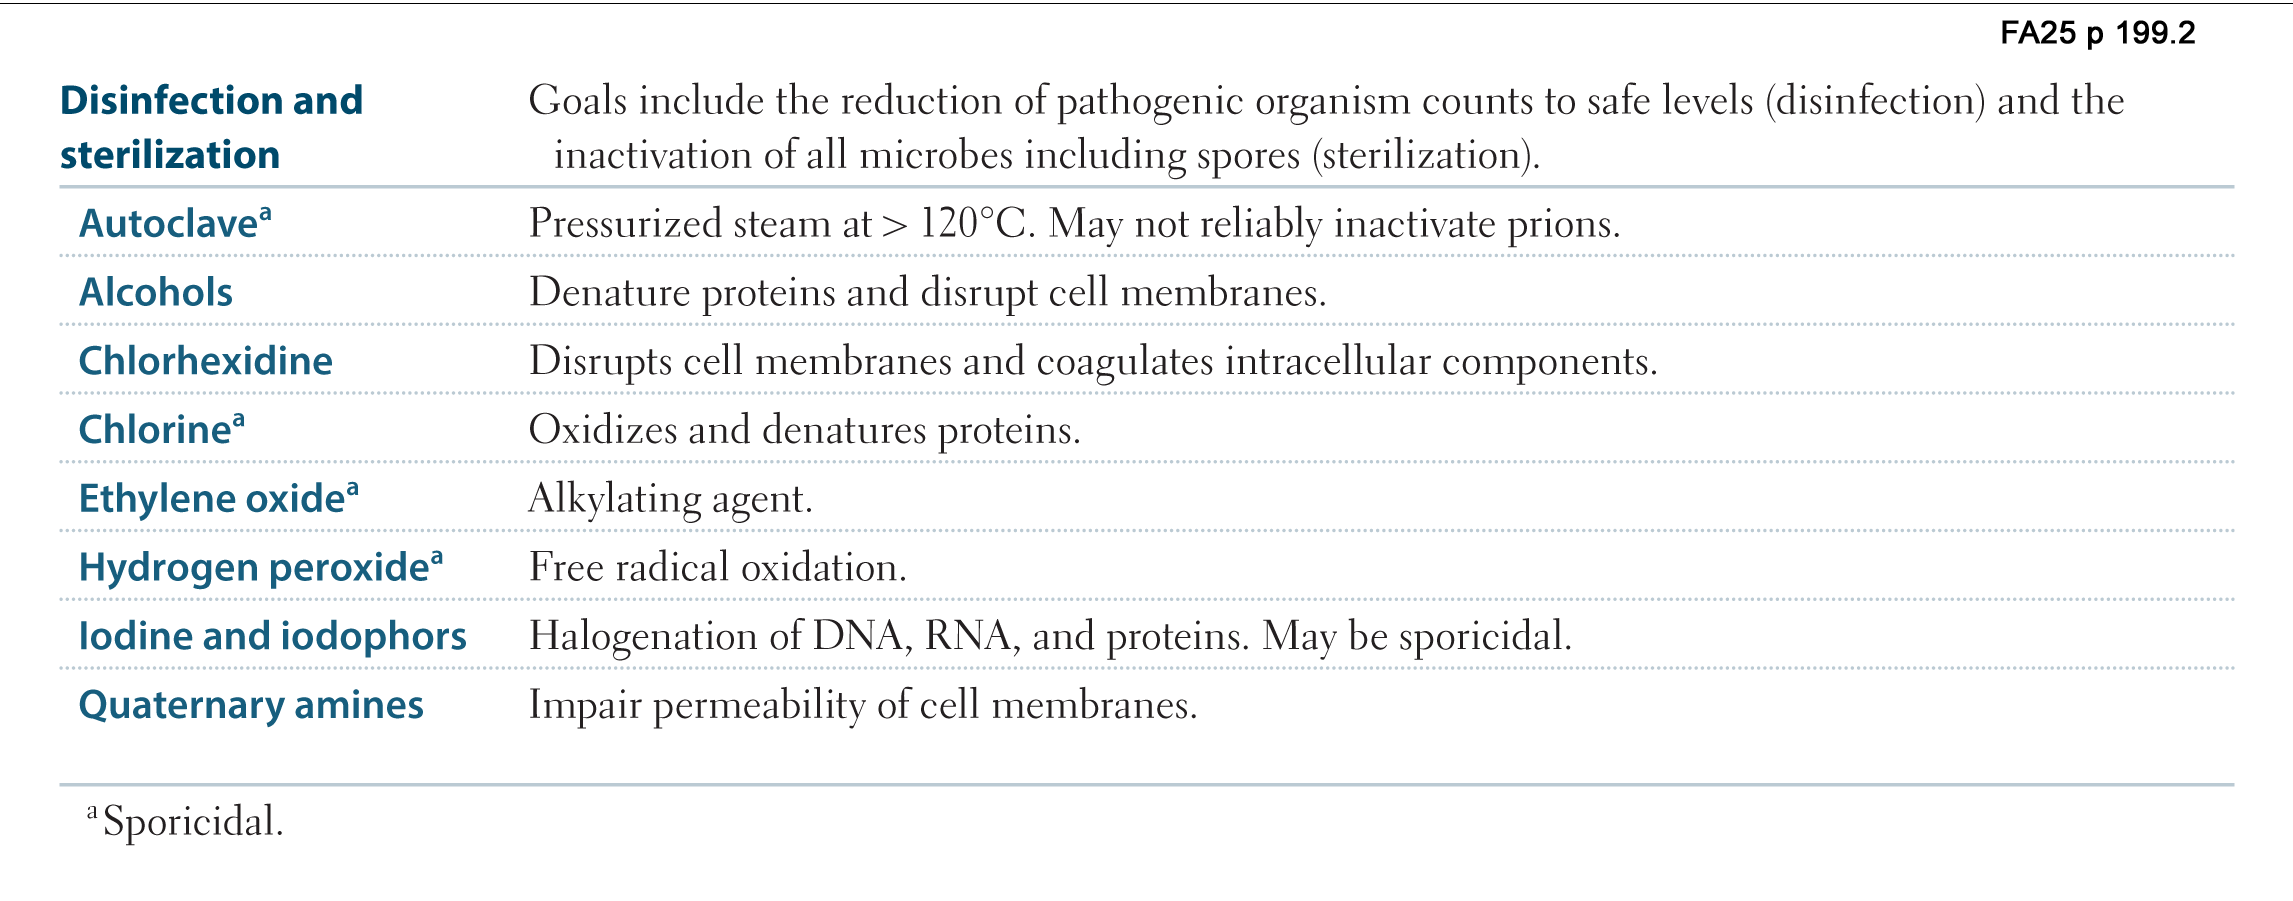 FA25 p 199.2
Disinfection and sterilization
Goals include the reduction of pathogenic organism counts to safe levels (disinfection) and the
inactivation of all microbes including spores (sterilization).
Autoclaveᵃ Pressurized steam at > 120°C. May not reliably inactivate prions.
Alcohols Denature proteins and disrupt cell membranes.
Chlorhexidine Disrupts cell membranes and coagulates intracellular components.
Chlorineᵃ Oxidizes and denatures proteins.
Ethylene oxideᵃ Alkylating agent.
Hydrogen peroxideᵃ Free radical oxidation.
Iodine and iodophors Halogenation of DNA, RNA, and proteins. May be sporicidal.
Quaternary amines Impair permeability of cell membranes.
ᵃSporicidal.